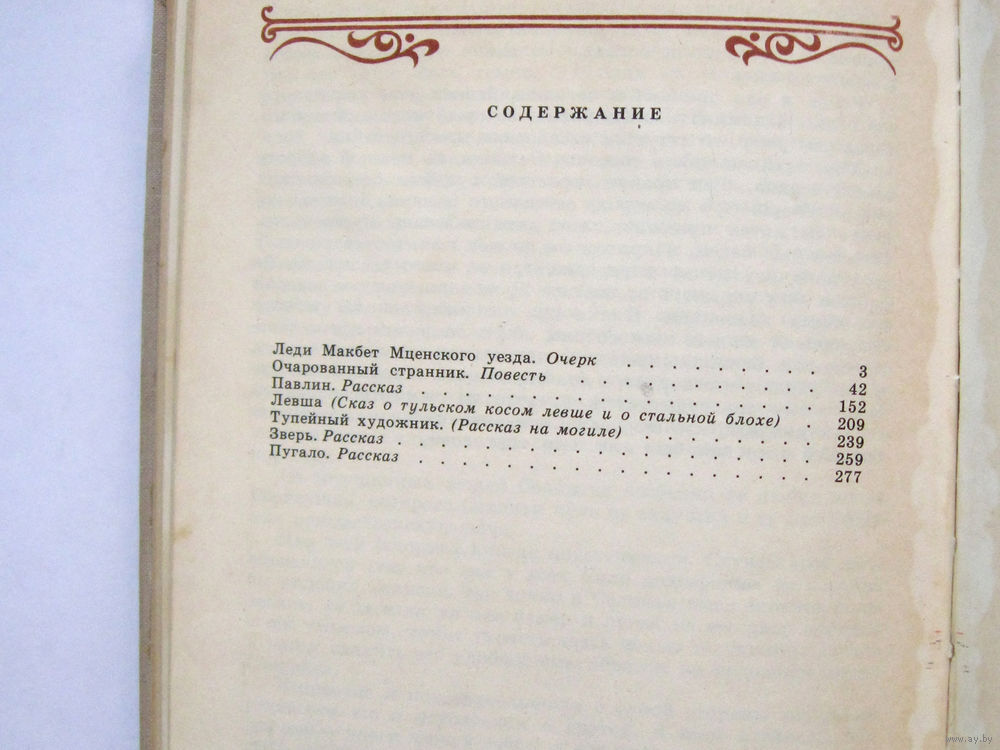 СОДЕРЖАНИЕ
Леди Макбет Мценского уезда. Очерк . . . . . . . . 3
Очарованный странник. Повесть . . . . . . . . . . 42
Павлин. Рассказ . . . . . . . . . . . . . . . . . 152
Левша (Сказ о тульском косом левше и о стальной блохе) . 209
Тупейный художник. (Рассказ на могиле) . . . . . . . 239
Зверь. Рассказ . . . . . . . . . . . . . . . . . 259
Пугало. Рассказ . . . . . . . . . . . . . . . . . 277
www.ay.by